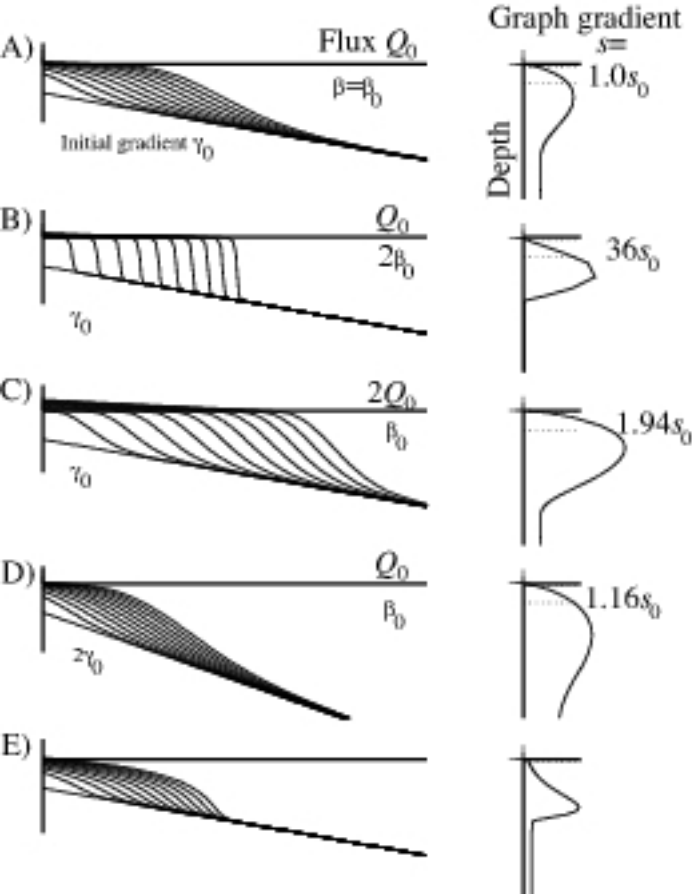 Graph gradient
s=
A)
Flux Q₀
β=β₀
1.0s₀
Initial gradient γ₀
Depth
B)
Q₀
2β₀
36s₀
γ₀
C)
2Q₀
β₀
1.94s₀
γ₀
D)
Q₀
β₀
1.16s₀
2γ₀
E)